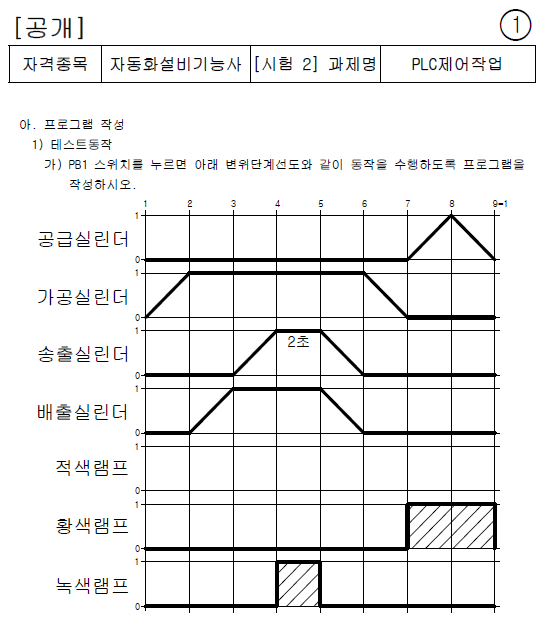 [공개] ①
자격종목 자동화설비기능사 [시험 2] 과제명 PLC제어작업
아. 프로그램 작성
1) 테스트동작
가) PB1 스위치를 누르면 아래 변위단계선도와 같이 동작을 수행하도록 프로그램을
작성하시오.
1 2 3 4 5 6 7 8 9=1
1
공급실린더
0
1
가공실린더
0
1
송출실린더 2초
0
1
배출실린더
0
1
적색램프
0
1
황색램프
0
1
녹색램프
0